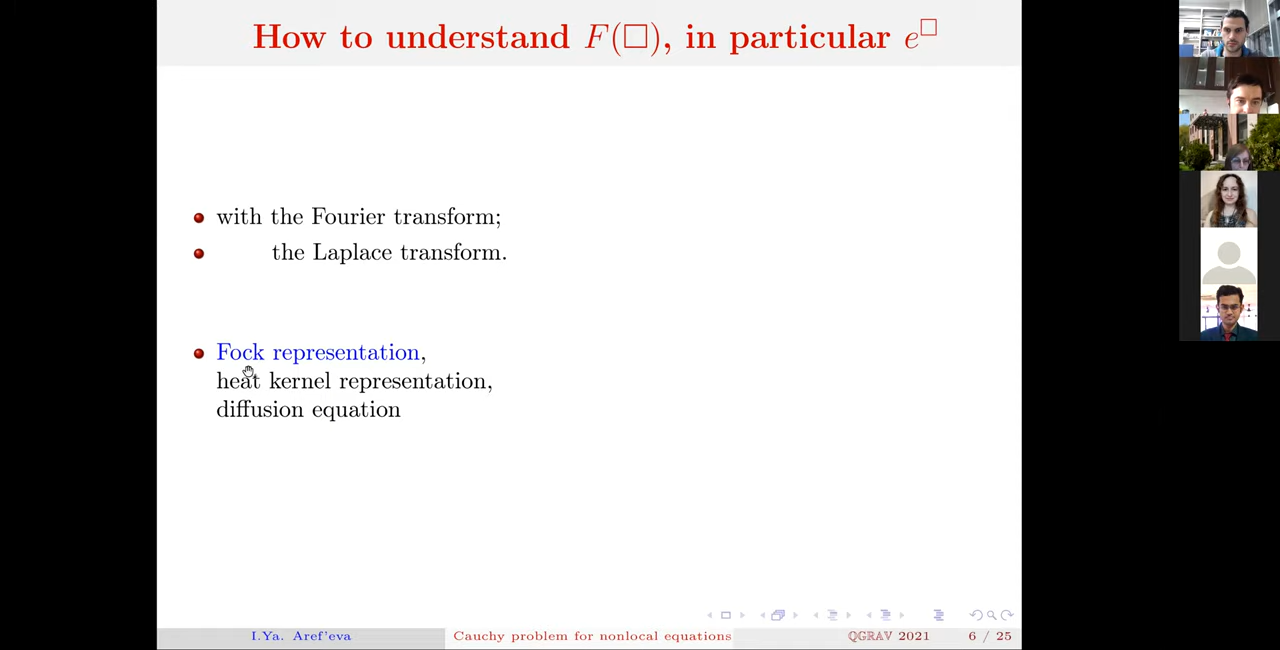 How to understand F(□), in particular e^□
with the Fourier transform;
the Laplace transform.
Fock representation,
heat kernel representation,
diffusion equation
I.Ya. Aref'eva Cauchy problem for nonlocal equations QGRAV 2021 6 / 25